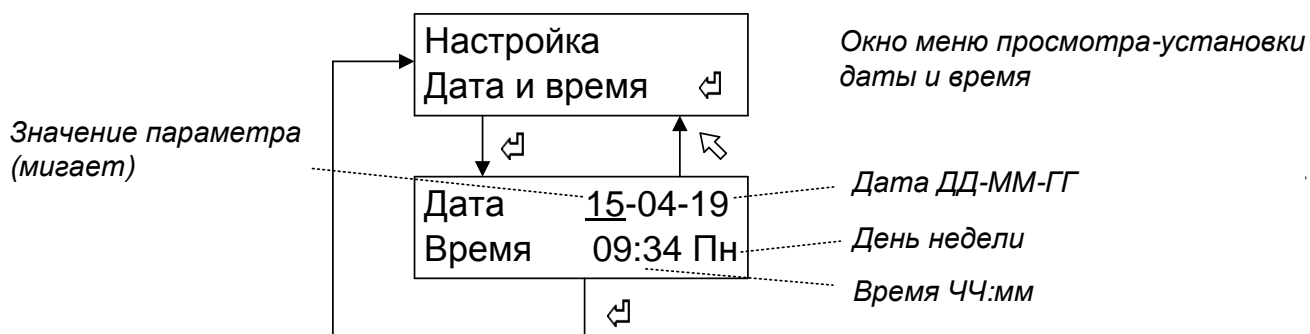 Настройка
Дата и время
Окно меню просмотра-установки
даты и время
Значение параметра
(мигает)
Дата 15-04-19
Время 09:34 Пн
Дата ДД-ММ-ГГ
День недели
Время ЧЧ:мм